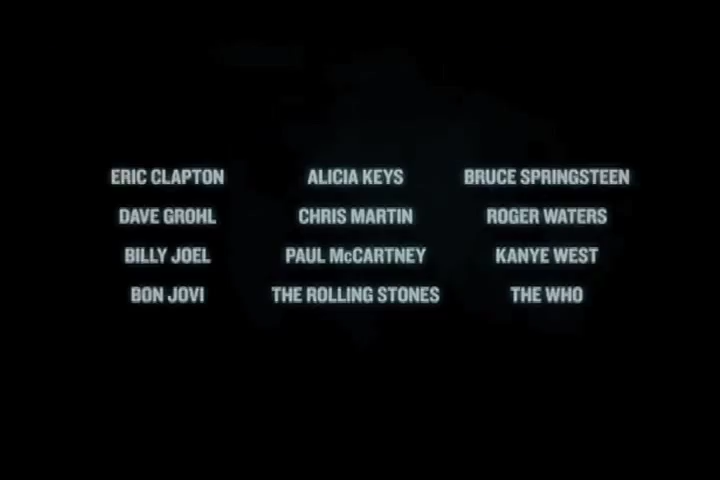 ERIC CLAPTON ALICIA KEYS BRUCE SPRINGSTEEN
DAVE GROHL CHRIS MARTIN ROGER WATERS
BILLY JOEL PAUL McCARTNEY KANYE WEST
BON JOVI THE ROLLING STONES THE WHO